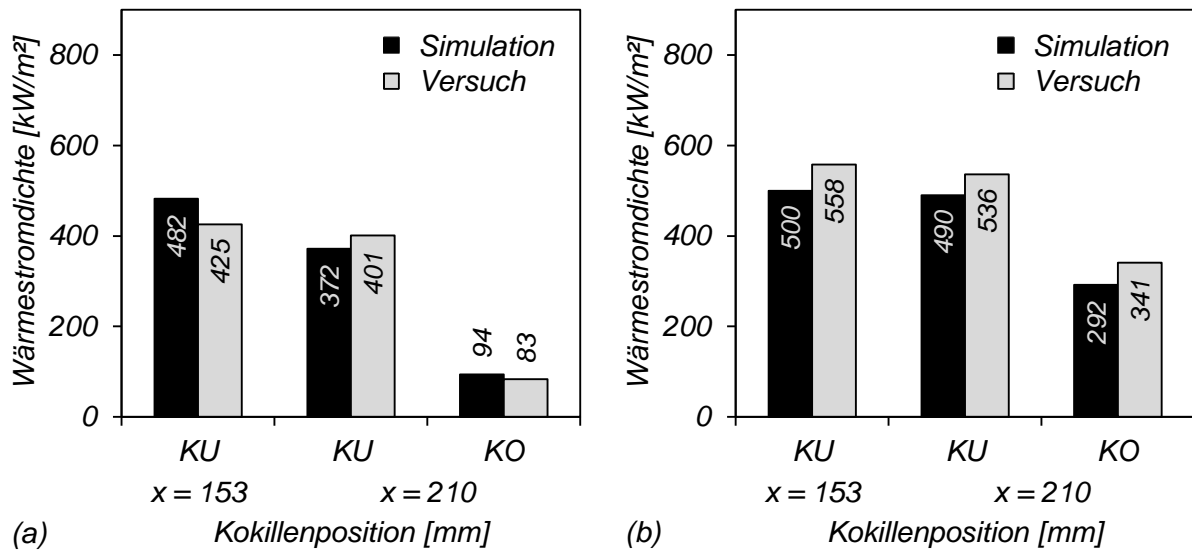 Wärmestromdichte [kW/m²]
800
600
400
200
0
Simulation
Versuch
482
425
372
401
94
83
KU KU KO
x = 153 x = 210
(a) Kokillenposition [mm]
Wärmestromdichte [kW/m²]
800
600
400
200
0
Simulation
Versuch
500
558
490
536
292
341
KU KU KO
x = 153 x = 210
(b) Kokillenposition [mm]